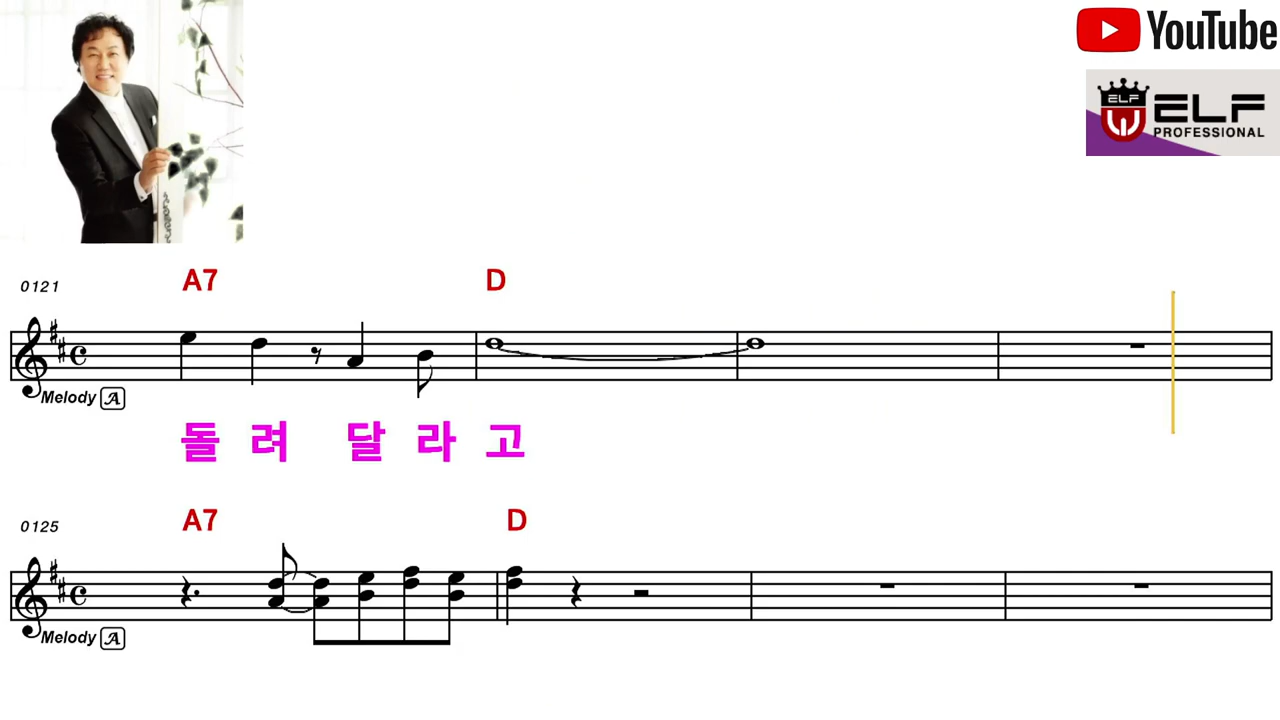 YouTube
ELF
ELF
PROFESSIONAL
0121
A7 D
Melody A
돌 려 달 라 고
0125
A7 D
Melody A